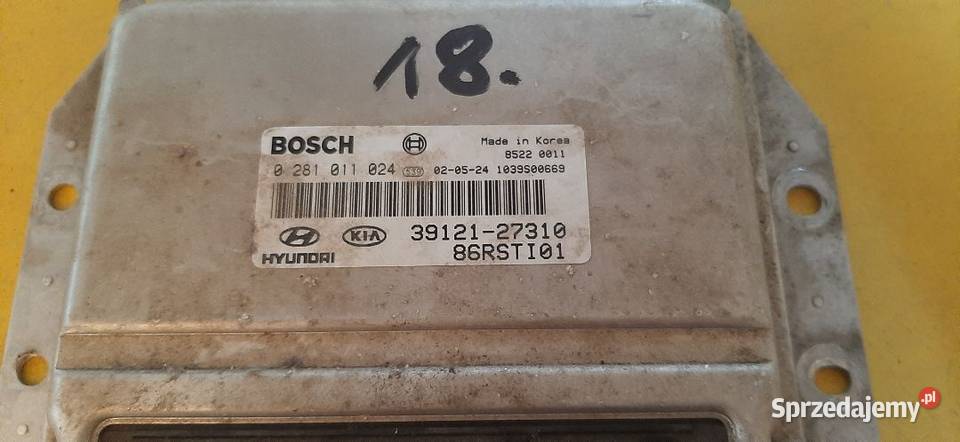 18.
BOSCH Made in Korea
8522 0011
0 281 011 024 02-05-24 1039S00669
HYUNDAI KIA 39121-27310
86RSTI01
Sprzedajemy.pl